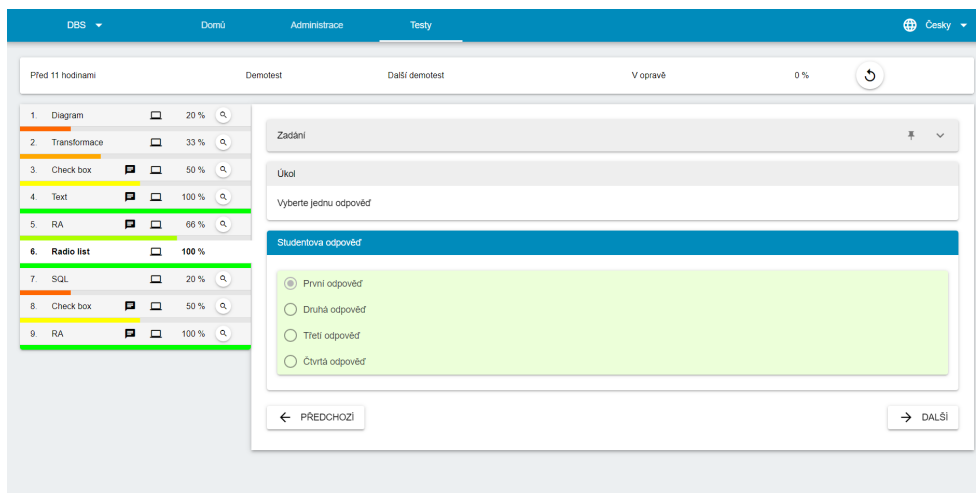 DBS Domů Administrace Testy Česky
Před 11 hodinami Demotest Další demotest V opravě 0 %
1. Diagram 20 %
2. Transformace 33 %
3. Check box 50 %
4. Text 100 %
5. RA 66 %
6. Radio list 100 %
7. SQL 20 %
8. Check box 50 %
9. RA 100 %
Zadání
Úkol
Vyberte jednu odpověď
Studentova odpověď
První odpověď
Druhá odpověď
Třetí odpověď
Čtvrtá odpověď
PŘEDCHOZÍ
DALŠÍ